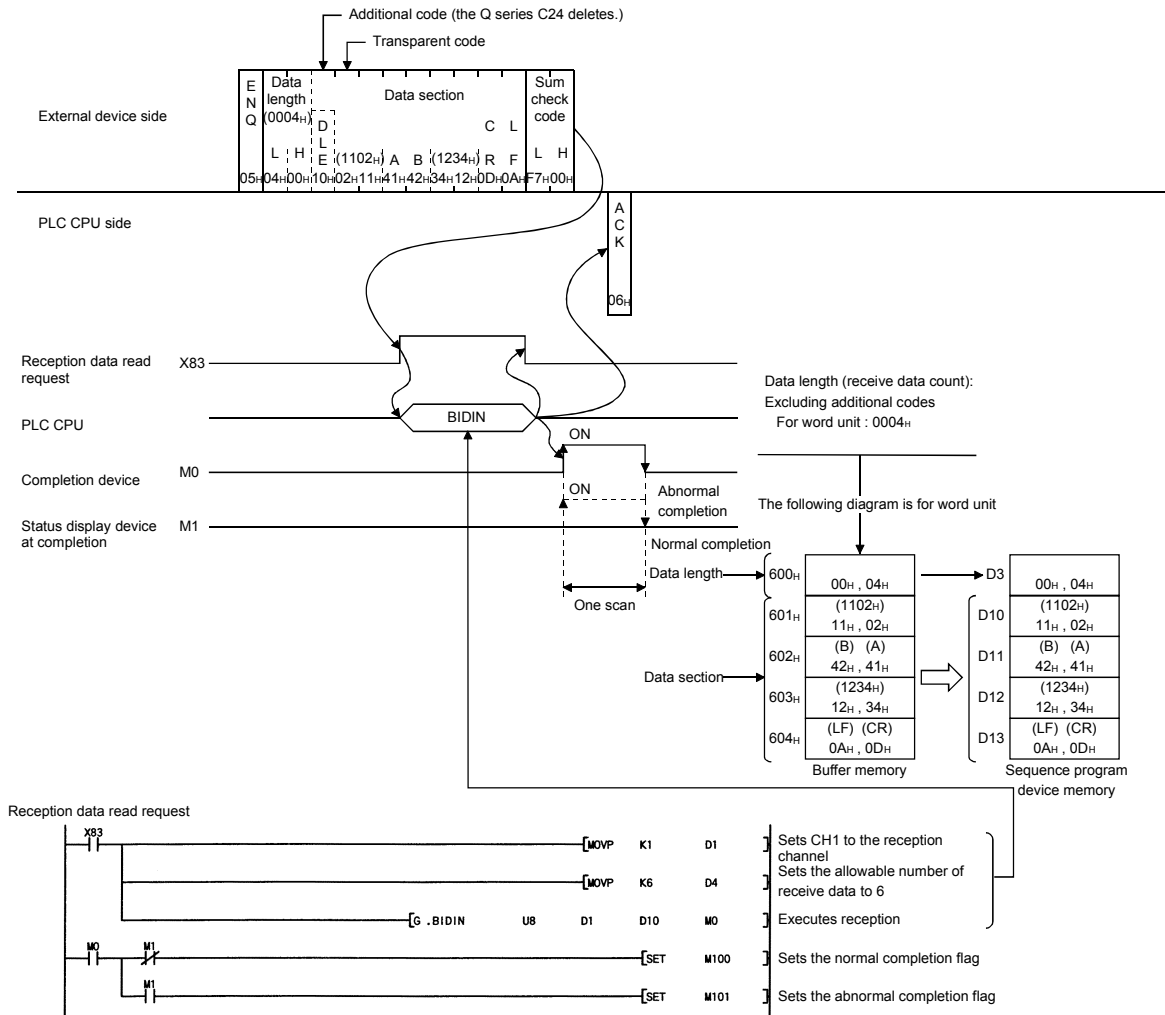 Additional code (the Q series C24 deletes.)
Transparent code
External device side
E
N
Q
Data
length
(0004H)
Data section
Sum
check
code
D
L
E
C L
L H
(1102H) A B (1234H) R F
L H
05H 04H 00H 10H 02H 11H 41H 42H 34H 12H 0DH 0AH F7H 00H
PLC CPU side
A
C
K
06H
Reception data read
request
X83
PLC CPU
BIDIN
Data length (receive data count):
Excluding additional codes
For word unit : 0004H
Completion device
M0
ON
Abnormal
completion
The following diagram is for word unit
Status display device
at completion
M1
ON
Normal completion
One scan
Data length
600H
00H , 04H
D3
00H , 04H
Data section
601H
(1102H)
11H , 02H
D10
(1102H)
11H , 02H
602H
(B) (A)
42H , 41H
D11
(B) (A)
42H , 41H
603H
(1234H)
12H , 34H
D12
(1234H)
12H , 34H
604H
(LF) (CR)
0AH , 0DH
D13
(LF) (CR)
0AH , 0DH
Buffer memory
Sequence program
device memory
Reception data read request
X83
[MOVP K1 D1 ]
Sets CH1 to the reception
channel
[MOVP K6 D4 ]
Sets the allowable number of
receive data to 6
[G .BIDIN U8 D1 D10 M0 ]
Executes reception
M0 M1
[SET M100 ]
Sets the normal completion flag
M1
[SET M101 ]
Sets the abnormal completion flag